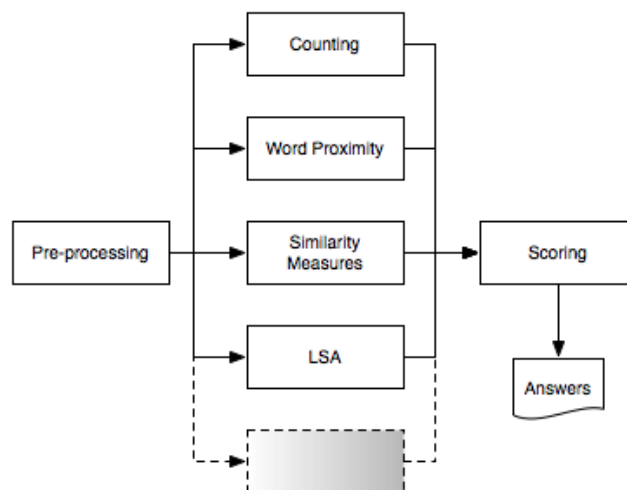 Counting
Word Proximity
Pre-processing
Similarity
Measures
Scoring
LSA
Answers